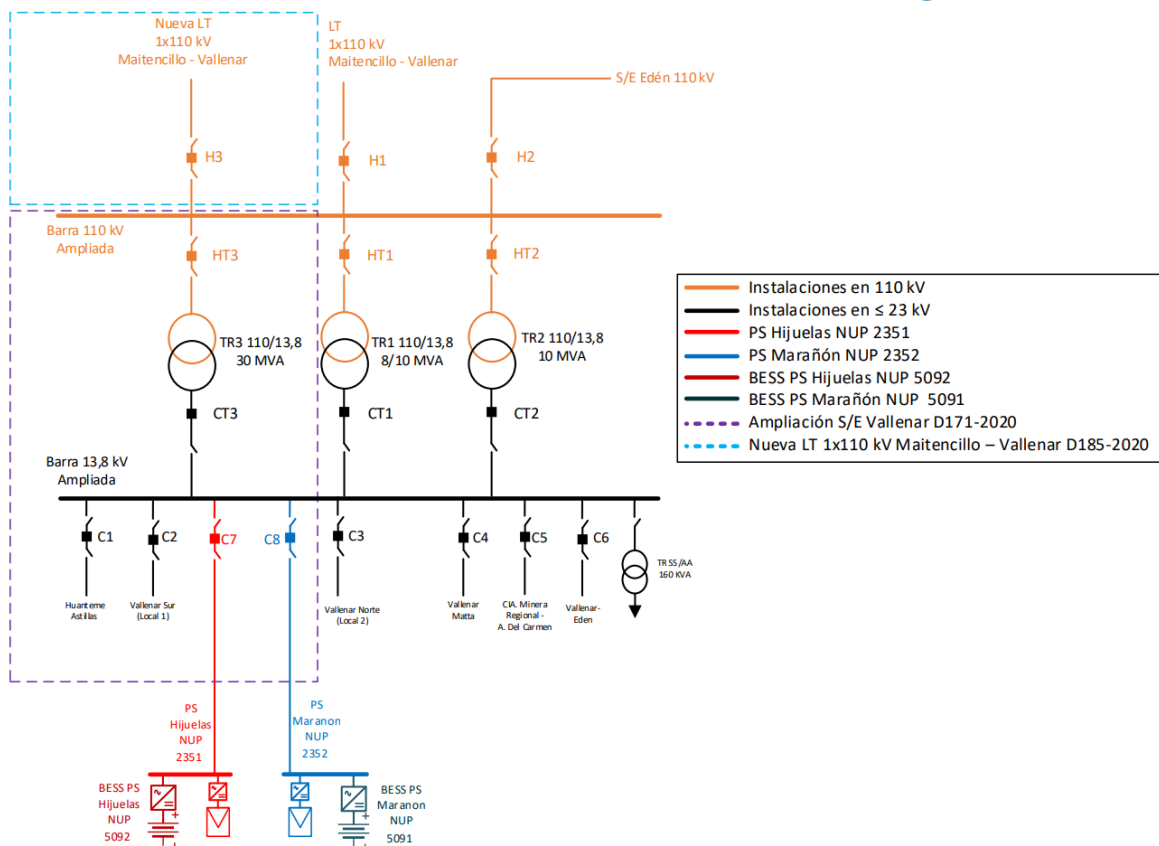 Nueva LT
1x110 kV
Maitencillo - Vallenar
LT
1x110 kV
Maitencillo - Vallenar
S/E Edén 110 kV
H3
H1
H2
Barra 110 kV
Ampliada
HT3
HT1
HT2
TR3 110/13,8
30 MVA
TR1 110/13,8
8/10 MVA
TR2 110/13,8
10 MVA
CT3
CT1
CT2
Instalaciones en 110 kV
Instalaciones en ≤ 23 kV
PS Hijuelas NUP 2351
PS Marañón NUP 2352
BESS PS Hijuelas NUP 5092
BESS PS Marañón NUP 5091
Ampliación S/E Vallenar D171-2020
Nueva LT 1x110 kV Maitencillo – Vallenar D185-2020
Barra 13,8 kV
Ampliada
C1
C2
C7
C8
C3
C4
C5
C6
TR SS/AA
160 KVA
Huanteme
Astillas
Vallenar Sur
(Local 1)
Vallenar Norte
(Local 2)
Vallenar
Matta
CIA. Minera
Regional -
A. Del Carmen
Vallenar-
Eden
PS
Hijuelas
NUP
2351
PS
Maranon
NUP
2352
BESS PS
Hijuelas
NUP
5092
BESS PS
Maranon
NUP
5091